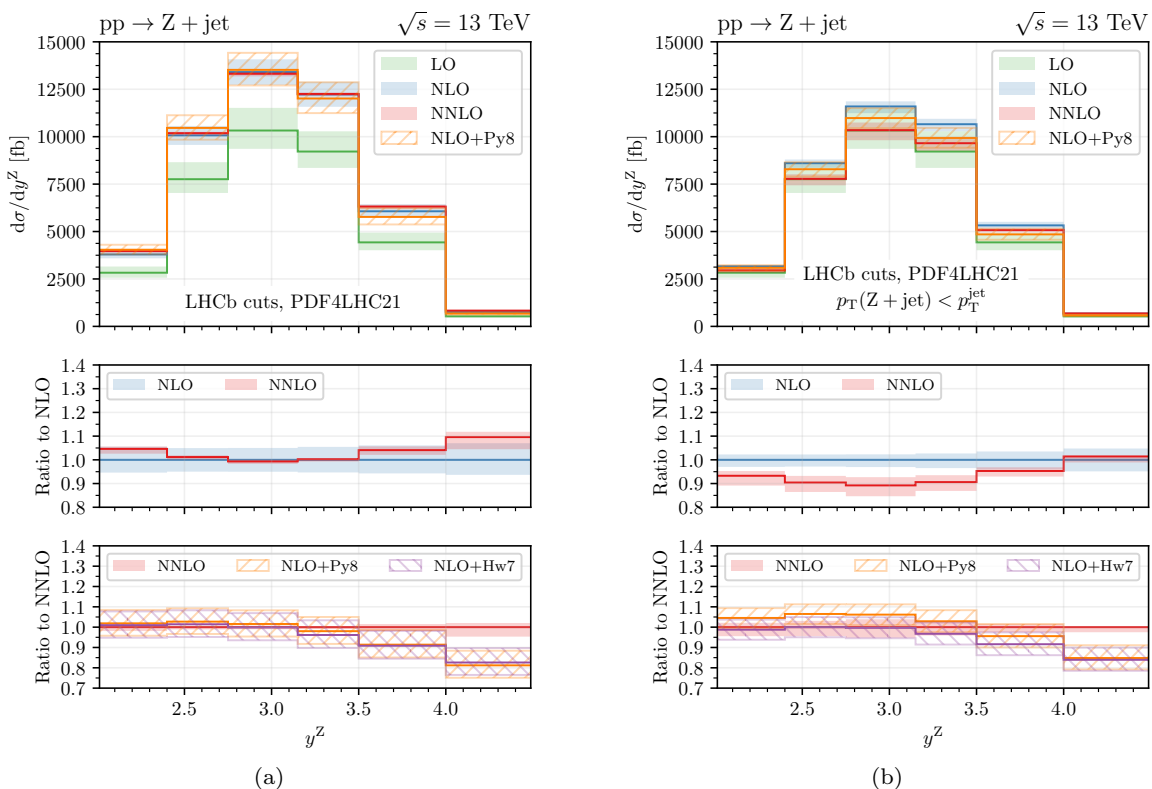 pp → Z + jet
√s = 13 TeV
15000
12500
10000
7500
5000
2500
0
dσ/dy^Z [fb]
LO
NLO
NNLO
NLO+Py8
LHCb cuts, PDF4LHC21
1.4
1.3
1.2
1.1
1.0
0.9
0.8
Ratio to NLO
NLO
NNLO
1.4
1.3
1.2
1.1
1.0
0.9
0.8
0.7
Ratio to NNLO
NNLO
NLO+Py8
NLO+Hw7
2.5
3.0
3.5
4.0
y^Z
(a)
pp → Z + jet
√s = 13 TeV
15000
12500
10000
7500
5000
2500
0
dσ/dy^Z [fb]
LO
NLO
NNLO
NLO+Py8
LHCb cuts, PDF4LHC21
p_T(Z + jet) < p_T^jet
1.4
1.3
1.2
1.1
1.0
0.9
0.8
Ratio to NLO
NLO
NNLO
1.4
1.3
1.2
1.1
1.0
0.9
0.8
0.7
Ratio to NNLO
NNLO
NLO+Py8
NLO+Hw7
2.5
3.0
3.5
4.0
y^Z
(b)